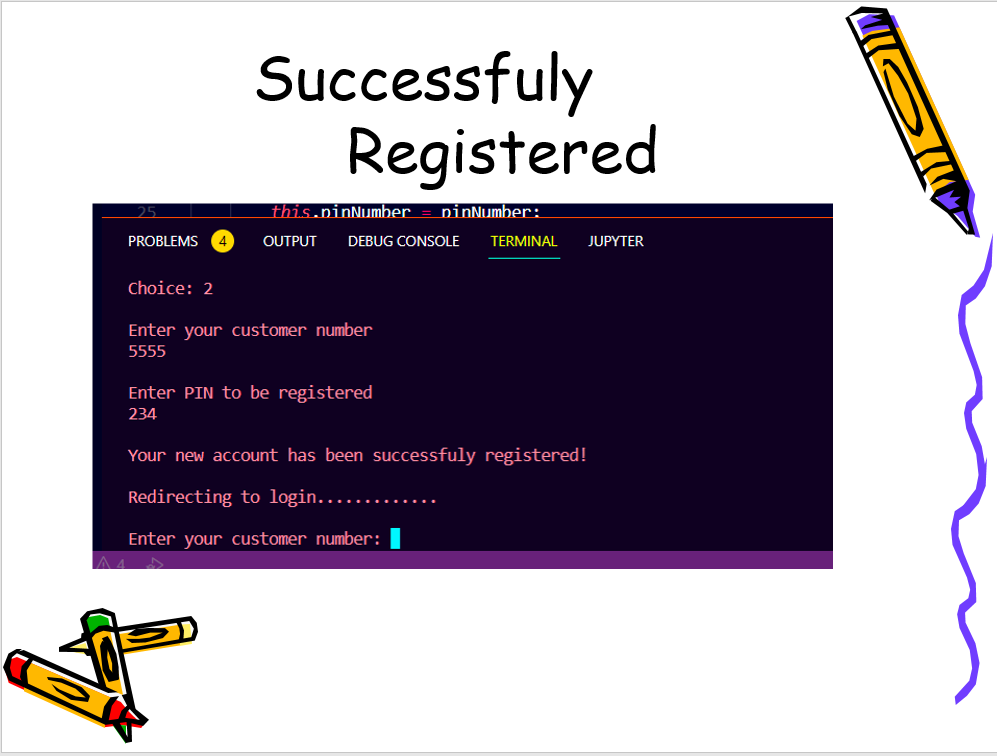 Successfuly
Registered
25 this.pinNumber = pinNumber;
PROBLEMS 4 OUTPUT DEBUG CONSOLE TERMINAL JUPYTER
Choice: 2
Enter your customer number
5555
Enter PIN to be registered
234
Your new account has been successfuly registered!
Redirecting to login.............
Enter your customer number:
4